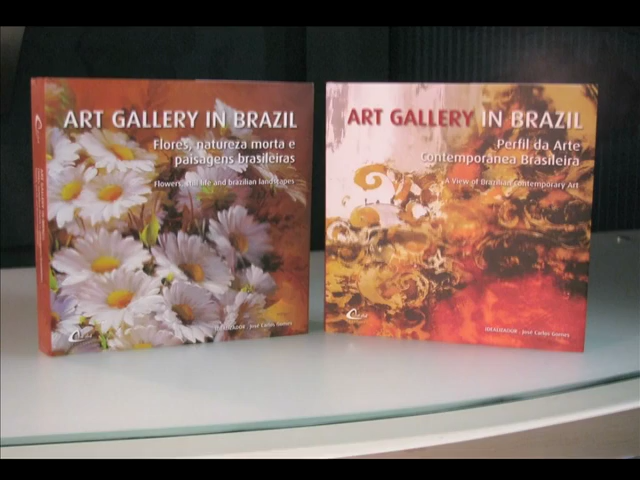 ART GALLERY IN BRAZIL
Flores, natureza morta e
paisagens brasileiras
Flowers, still life and brazilian landscapes
IDEALIZADOR . José Carlos Gomes
ART GALLERY IN BRAZIL
Perfil da Arte
Contemporânea Brasileira
A View of Brazilian Contemporary Art
IDEALIZADOR . José Carlos Gomes